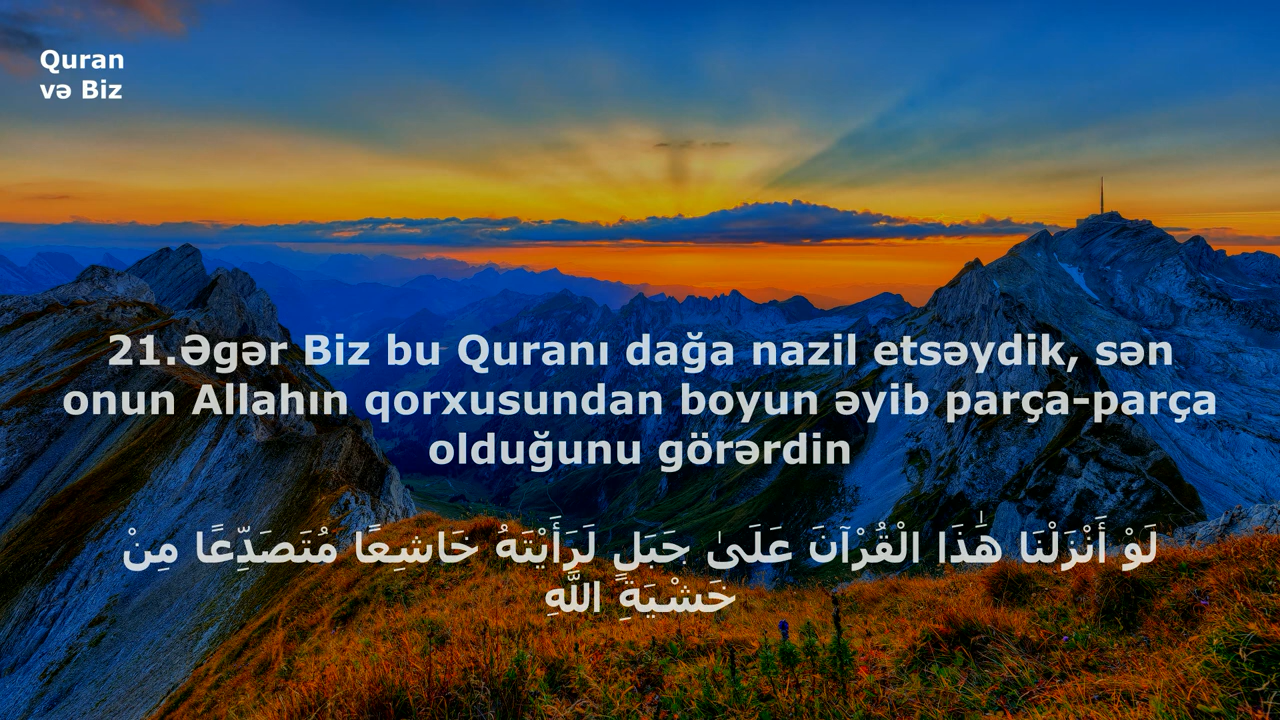 Quran
və Biz
21.Əgər Biz bu Quranı dağa nazil etsəydik, sən
onun Allahın qorxusundan boyun əyib parça-parça
olduğunu görərdin
لَوْ أَنْزَلْنَا هَٰذَا الْقُرْآنَ عَلَىٰ جَبَلٍ لَرَأَيْتَهُ خَاشِعًا مُتَصَدِّعًا مِنْ
خَشْيَةِ اللَّهِ